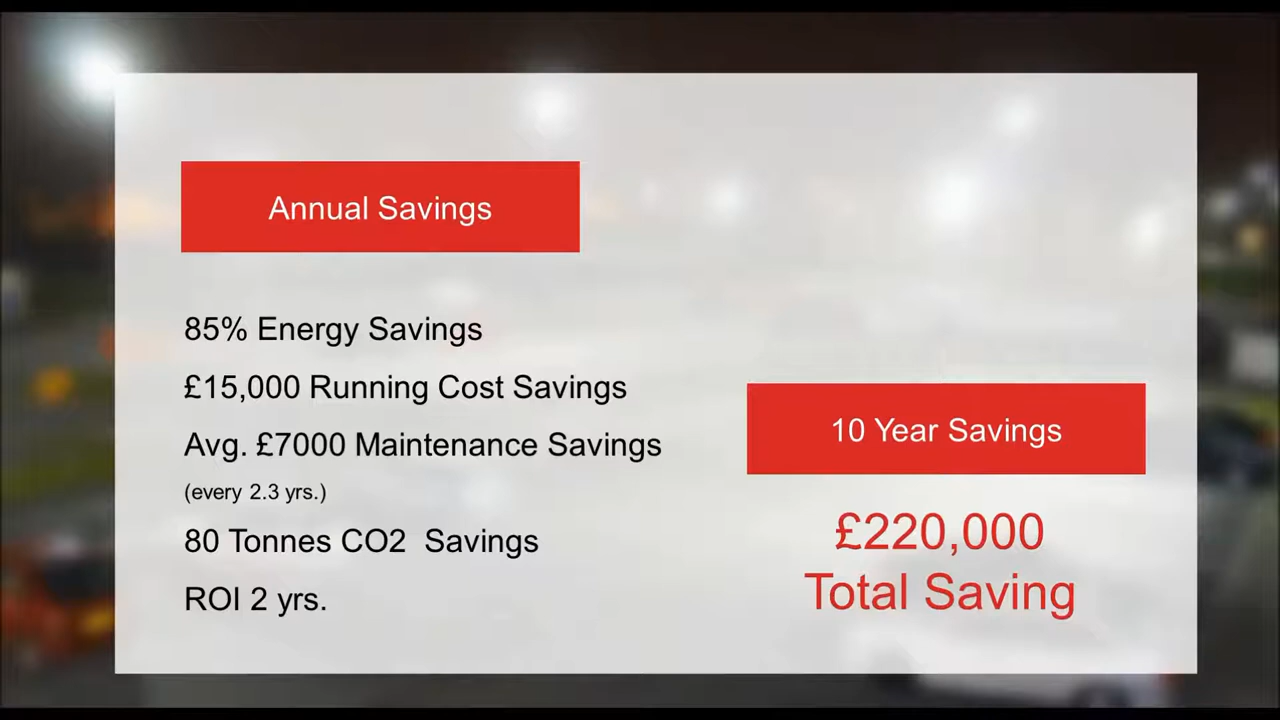 Annual Savings
85% Energy Savings
£15,000 Running Cost Savings
Avg. £7000 Maintenance Savings
(every 2.3 yrs.)
80 Tonnes CO2  Savings
ROI 2 yrs.
10 Year Savings
£220,000
Total Saving